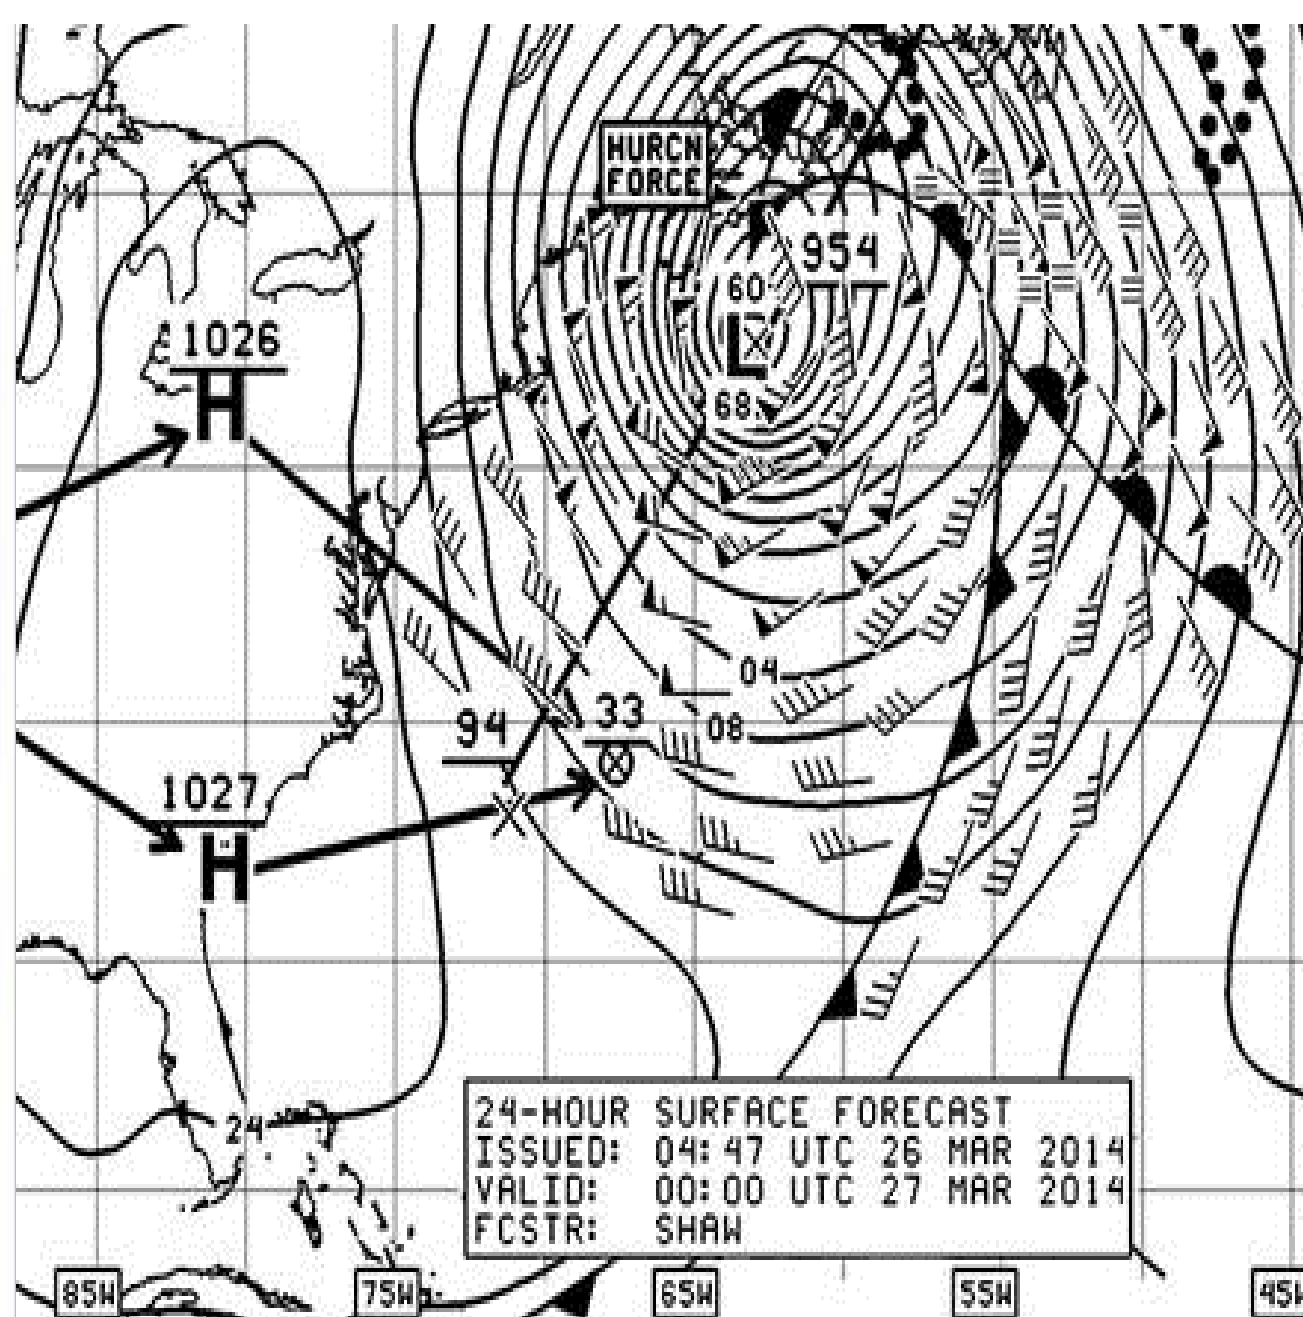 HURCN
FORCE
954
60
L
1026
H
68
04
33
08
94
1027
H
24
24-HOUR SURFACE FORECAST
ISSUED: 04:47 UTC 26 MAR 2014
VALID: 00:00 UTC 27 MAR 2014
FCSTR: SHAW
85W
75W
65W
55W
45W